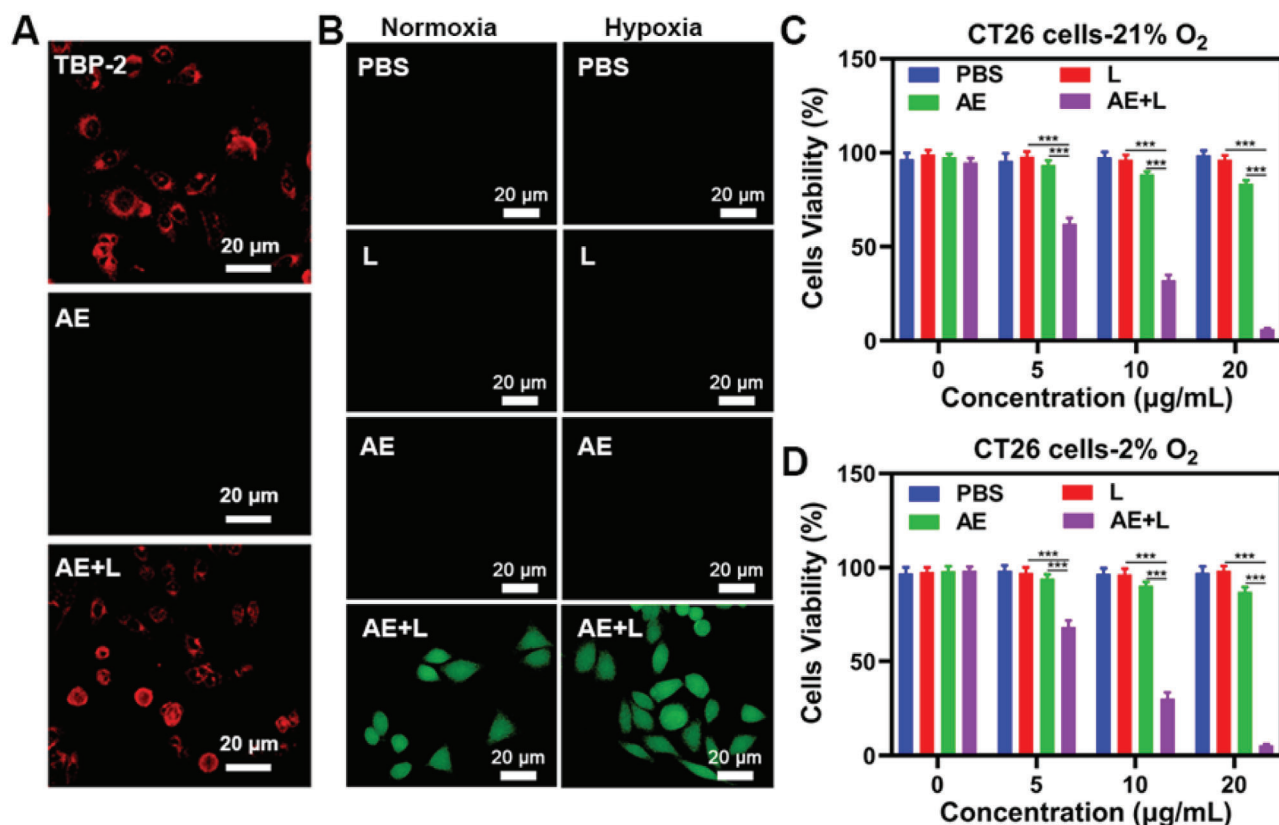 A
TBP-2
20 µm
AE
20 µm
AE+L
20 µm
B
Normoxia
Hypoxia
PBS
PBS
20 µm
20 µm
L
L
20 µm
20 µm
AE
AE
20 µm
20 µm
AE+L
AE+L
20 µm
20 µm
C
CT26 cells-21% O₂
Cells Viability (%)
150
100
50
0
PBS
L
AE
AE+L
***
***
***
***
***
***
0
5
10
20
Concentration (µg/mL)
D
CT26 cells-2% O₂
Cells Viability (%)
150
100
50
0
PBS
L
AE
AE+L
***
***
***
***
***
***
0
5
10
20
Concentration (µg/mL)